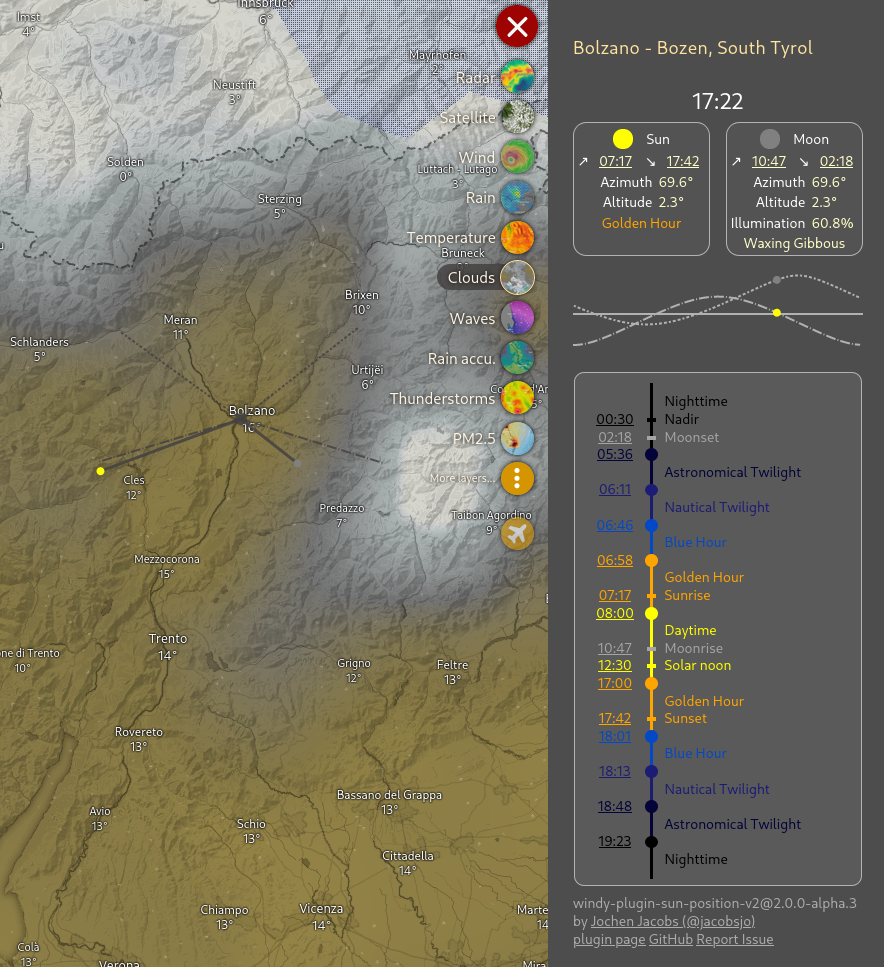 Innsbruck
6°
Imst
4°
Mayrhofen
Radar
Neustift
3°
Satellite
Wind
Sölden
0°
Luttach - Lutago
3°
Rain
Sterzing
5°
Temperature
Bruneck
Clouds
Brixen
10°
Waves
Meran
11°
Schlanders
5°
Rain accu.
Urtijëi
6°
Thunderstorms
5°
Bolzano
16°
PM2.5
More layers...
Cles
12°
Predazzo
7°
Taibon Agordino
9°
Mezzocorona
15°
Trento
14°
ne di Trento
10°
Grigno
12°
Feltre
13°
Rovereto
13°
Bassano del Grappa
13°
Avio
13°
Schio
13°
Cittadella
14°
Chiampo
13°
Vicenza
14°
Marte
14
Colà
13°
Verona
Mira
Bolzano - Bozen, South Tyrol
17:22
Sun
↗ 07:17 ↘ 17:42
Azimuth 69.6°
Altitude 2.3°
Golden Hour
Moon
↗ 10:47 ↘ 02:18
Azimuth 69.6°
Altitude 2.3°
Illumination 60.8%
Waxing Gibbous
Nighttime
00:30 Nadir
02:18 Moonset
05:36
Astronomical Twilight
06:11
Nautical Twilight
06:46
Blue Hour
06:58
Golden Hour
07:17 Sunrise
08:00
Daytime
10:47 Moonrise
12:30 Solar noon
17:00
Golden Hour
17:42 Sunset
18:01
Blue Hour
18:13
Nautical Twilight
18:48
Astronomical Twilight
19:23
Nighttime
windy-plugin-sun-position-v2@2.0.0-alpha.3
by Jochen Jacobs (@jacobsjo)
plugin page GitHub Report Issue